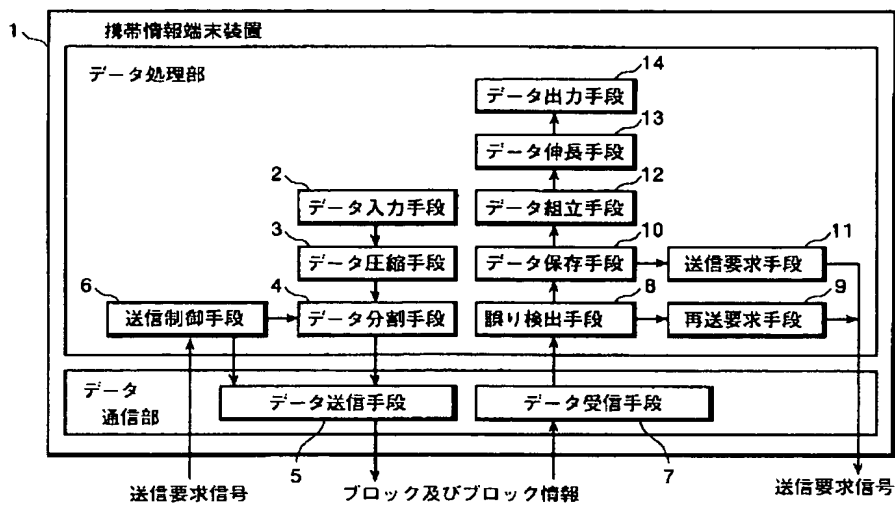 1
携帯情報端末装置
データ処理部
14
データ出力手段
13
データ伸長手段
2
12
データ入力手段
データ組立手段
3
10
11
データ圧縮手段
データ保存手段
送信要求手段
6
4
8
9
送信制御手段
データ分割手段
誤り検出手段
再送要求手段
データ
通信部
データ送信手段
データ受信手段
5
7
送信要求信号
ブロック及びブロック情報
送信要求信号